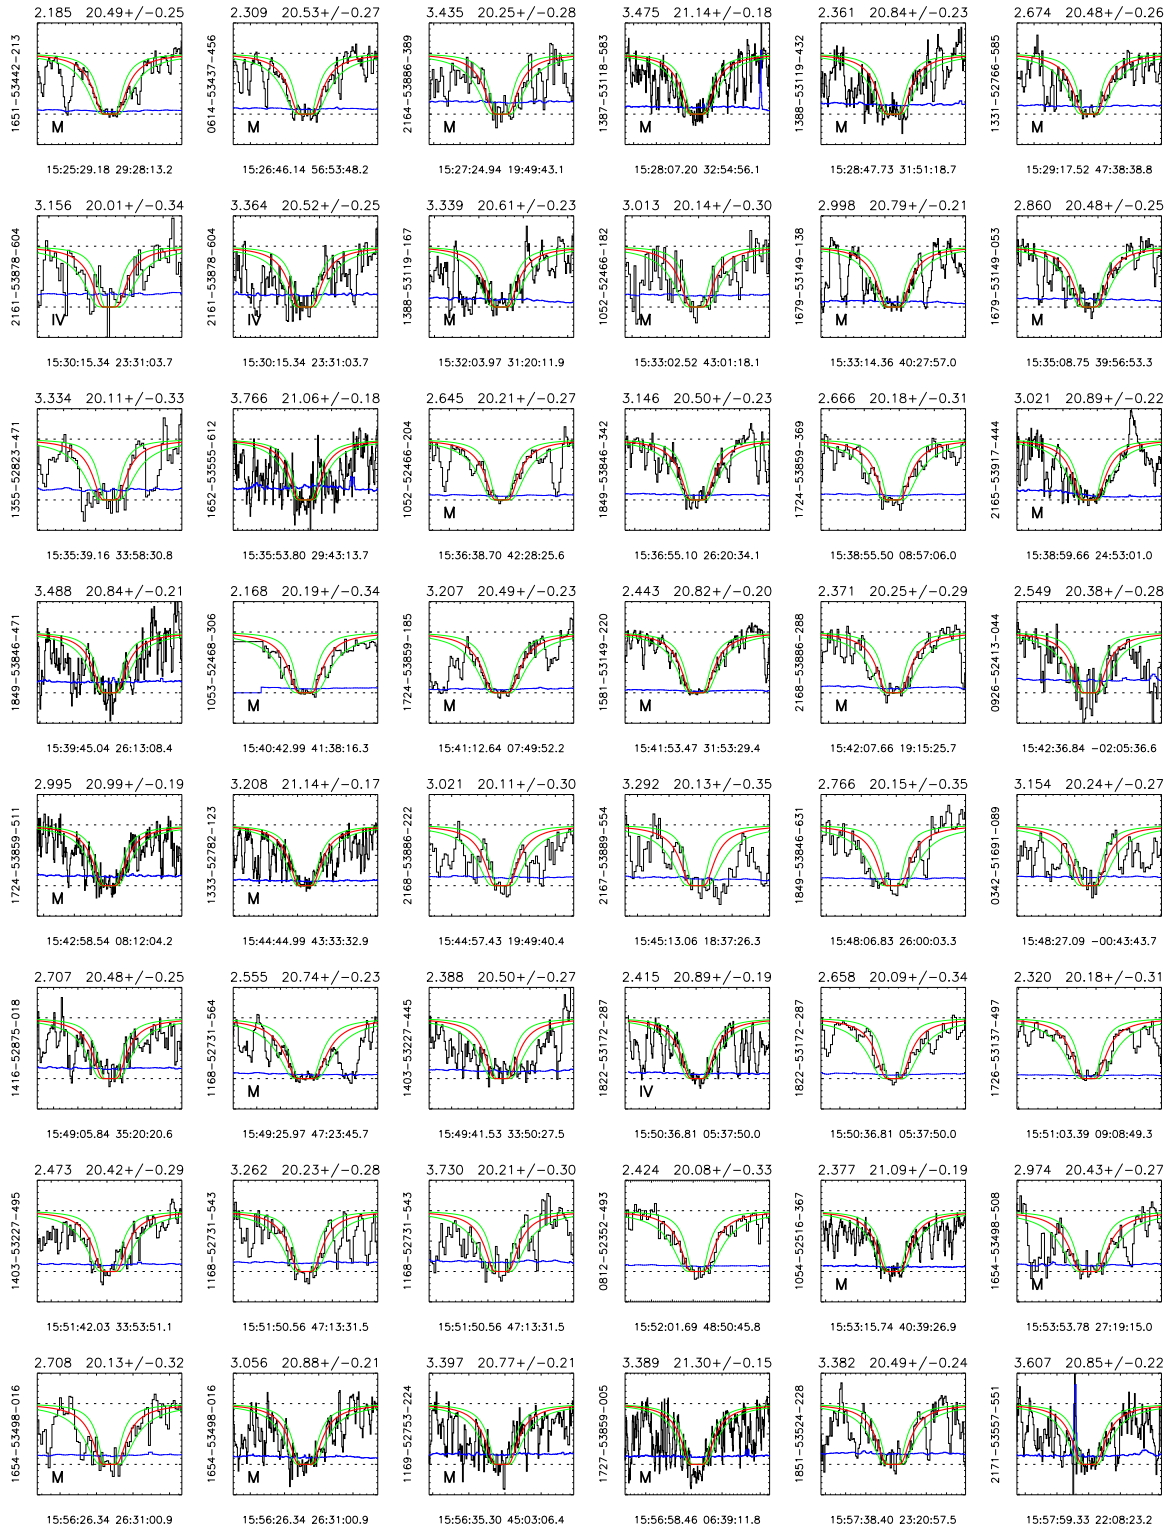 2.185 20.49+/−0.25 2.309 20.53+/−0.27 3.435 20.25+/−0.28 3.475 21.14+/−0.18 2.361 20.84+/−0.23 2.674 20.48+/−0.26
1651−53442−213 0614−53437−456 2164−53886−389 1387−53118−583 1388−53119−432 1331−52766−585
M M M M M M
15:25:29.18 29:28:13.2 15:26:46.14 56:53:48.2 15:27:24.94 19:49:43.1 15:28:07.20 32:54:56.1 15:28:47.73 31:51:18.7 15:29:17.52 47:38:38.8
3.156 20.01+/−0.34 3.364 20.52+/−0.25 3.339 20.61+/−0.23 3.013 20.14+/−0.30 2.998 20.79+/−0.21 2.860 20.48+/−0.25
2161−53878−604 2161−53878−604 1388−53119−167 1052−52466−182 1679−53149−138 1679−53149−053
IV IV M M M M
15:30:15.34 23:31:03.7 15:30:15.34 23:31:03.7 15:32:03.97 31:20:11.9 15:33:02.52 43:01:18.1 15:33:14.36 40:27:57.0 15:35:08.75 39:56:53.3
3.334 20.11+/−0.33 3.766 21.06+/−0.18 2.645 20.21+/−0.27 3.146 20.50+/−0.23 2.666 20.18+/−0.31 3.021 20.89+/−0.22
1355−52823−471 1652−53555−612 1052−52466−204 1849−53846−342 1724−53859−369 2165−53917−444
M M
15:35:39.16 33:58:30.8 15:35:53.80 29:43:13.7 15:36:38.70 42:28:25.6 15:36:55.10 26:20:34.1 15:38:55.50 08:57:06.0 15:38:59.66 24:53:01.0
3.488 20.84+/−0.21 2.168 20.19+/−0.34 3.207 20.49+/−0.23 2.443 20.82+/−0.20 2.371 20.25+/−0.29 2.549 20.38+/−0.28
1849−53846−471 1053−52468−306 1724−53859−185 1581−53149−220 2168−53886−288 0926−52413−044
M M M
15:39:45.04 26:13:08.4 15:40:42.99 41:38:16.3 15:41:12.64 07:49:52.2 15:41:53.47 31:53:29.4 15:42:07.66 19:15:25.7 15:42:36.84 −02:05:36.6
2.995 20.99+/−0.19 3.208 21.14+/−0.17 3.021 20.11+/−0.30 3.292 20.13+/−0.35 2.766 20.15+/−0.35 3.154 20.24+/−0.27
1724−53859−511 1333−52782−123 2168−53886−222 2167−53889−554 1849−53846−631 0342−51691−089
M M
15:42:58.54 08:12:04.2 15:44:44.99 43:33:32.9 15:44:57.43 19:49:40.4 15:45:13.06 18:37:26.3 15:48:06.83 26:00:03.3 15:48:27.09 −00:43:43.7
2.707 20.48+/−0.25 2.555 20.74+/−0.23 2.388 20.50+/−0.27 2.415 20.89+/−0.19 2.658 20.09+/−0.34 2.320 20.18+/−0.31
1416−52875−018 1168−52731−564 1403−53227−445 1822−53172−287 1822−53172−287 1726−53137−497
M IV
15:49:05.84 35:20:20.6 15:49:25.97 47:23:45.7 15:49:41.53 33:50:27.5 15:50:36.81 05:37:50.0 15:50:36.81 05:37:50.0 15:51:03.39 09:08:49.3
2.473 20.42+/−0.29 3.262 20.23+/−0.28 3.730 20.21+/−0.30 2.424 20.08+/−0.33 2.377 21.09+/−0.19 2.974 20.43+/−0.27
1403−53227−495 1168−52731−543 1168−52731−543 0812−52352−493 1054−52516−367 1654−53498−508
M M
15:51:42.03 33:53:51.1 15:51:50.56 47:13:31.5 15:51:50.56 47:13:31.5 15:52:01.69 48:50:45.8 15:53:15.74 40:39:26.9 15:53:53.78 27:19:15.0
2.708 20.13+/−0.32 3.056 20.88+/−0.21 3.397 20.77+/−0.21 3.389 21.30+/−0.15 3.382 20.49+/−0.24 3.607 20.85+/−0.22
1654−53498−016 1654−53498−016 1169−52753−224 1727−53859−005 1851−53524−228 2171−53557−551
M M M M
15:56:26.34 26:31:00.9 15:56:26.34 26:31:00.9 15:56:35.30 45:03:06.4 15:56:58.46 06:39:11.8 15:57:38.40 23:20:57.5 15:57:59.33 22:08:23.2